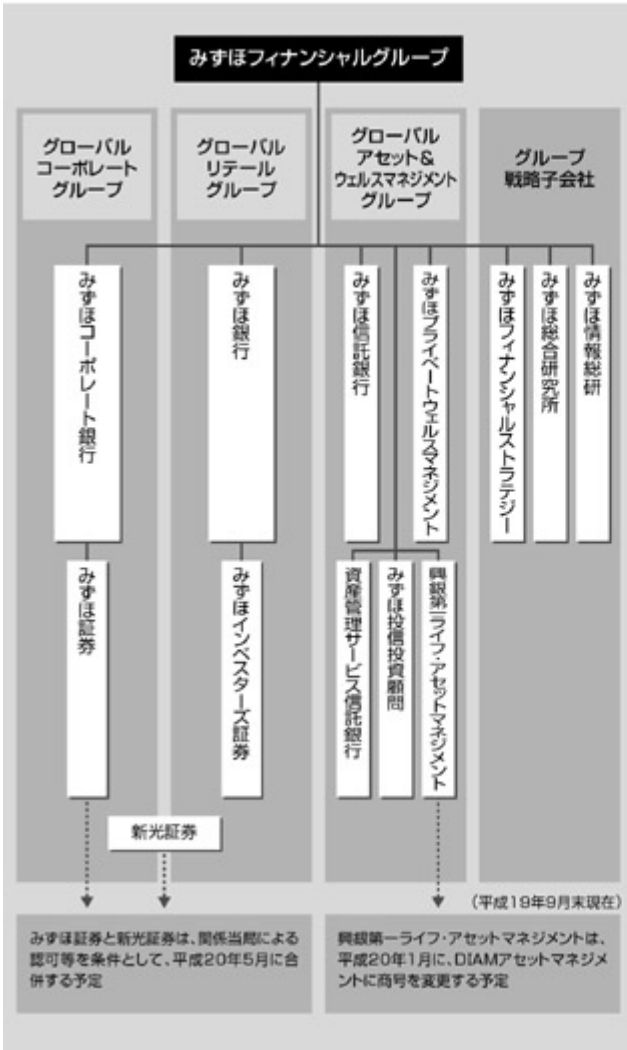 みずほフィナンシャルグループ
グローバル
コーポレート
グループ
グローバル
リテール
グループ
グローバル
アセット&
ウェルスマネジメント
グループ
グループ
戦略子会社
みずほコーポレート銀行
みずほ銀行
みずほ信託銀行
みずほプライベートウェルスマネジメント
みずほフィナンシャルストラテジー
みずほ総合研究所
みずほ情報総研
みずほ証券
みずほインベスターズ証券
資産管理サービス信託銀行
みずほ投信投資顧問
興銀第一ライフ・アセットマネジメント
新光証券
(平成19年9月末現在)
みずほ証券と新光証券は、関係当局による
認可等を条件として、平成20年5月に合
併する予定
興銀第一ライフ・アセットマネジメントは、
平成20年1月に、DIAMアセットマネジメ
ントに商号を変更する予定